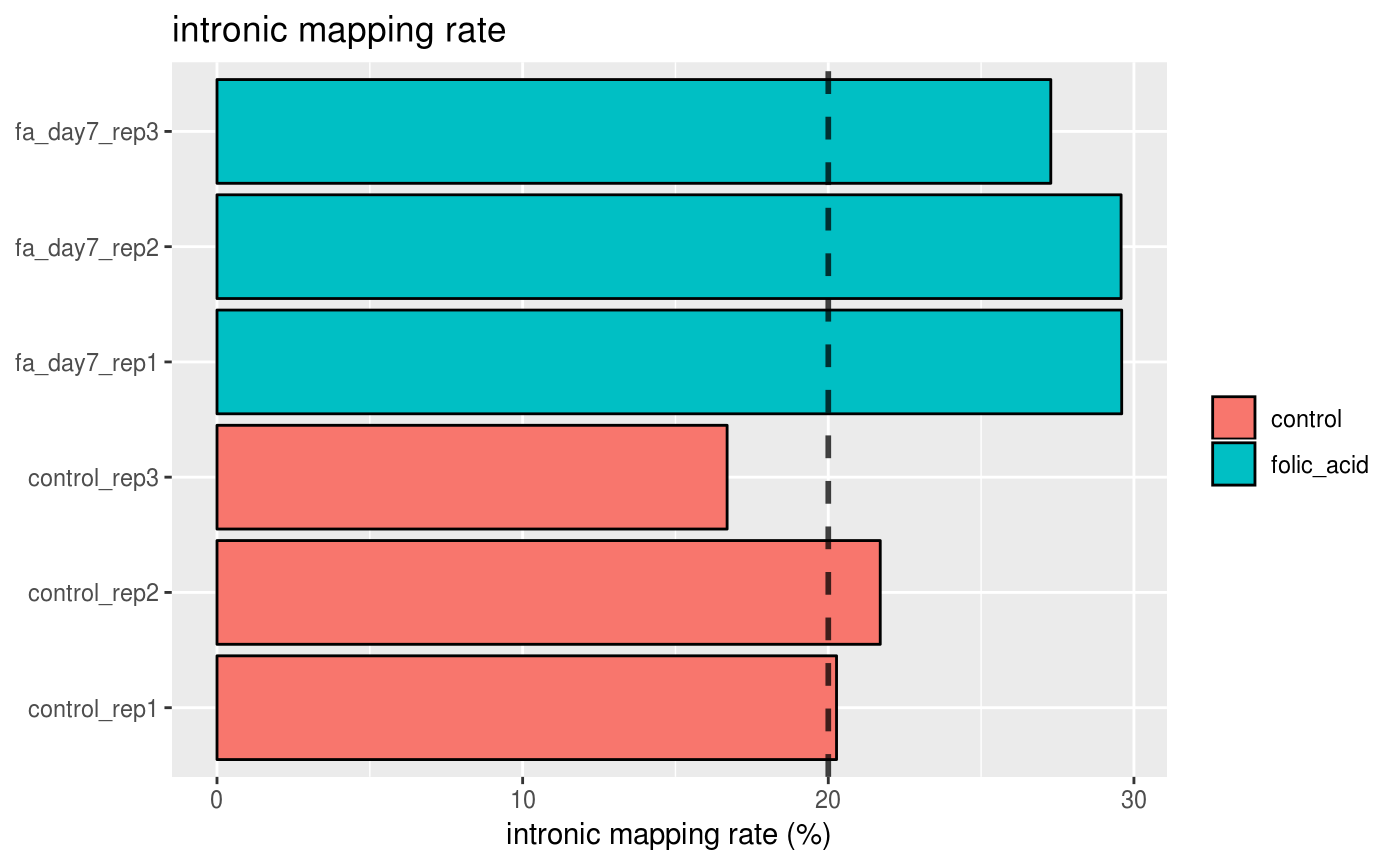 intronic mapping rate
fa_day7_rep3
fa_day7_rep2
fa_day7_rep1
control_rep3
control_rep2
control_rep1
0 10 20 30
intronic mapping rate (%)
control
folic_acid